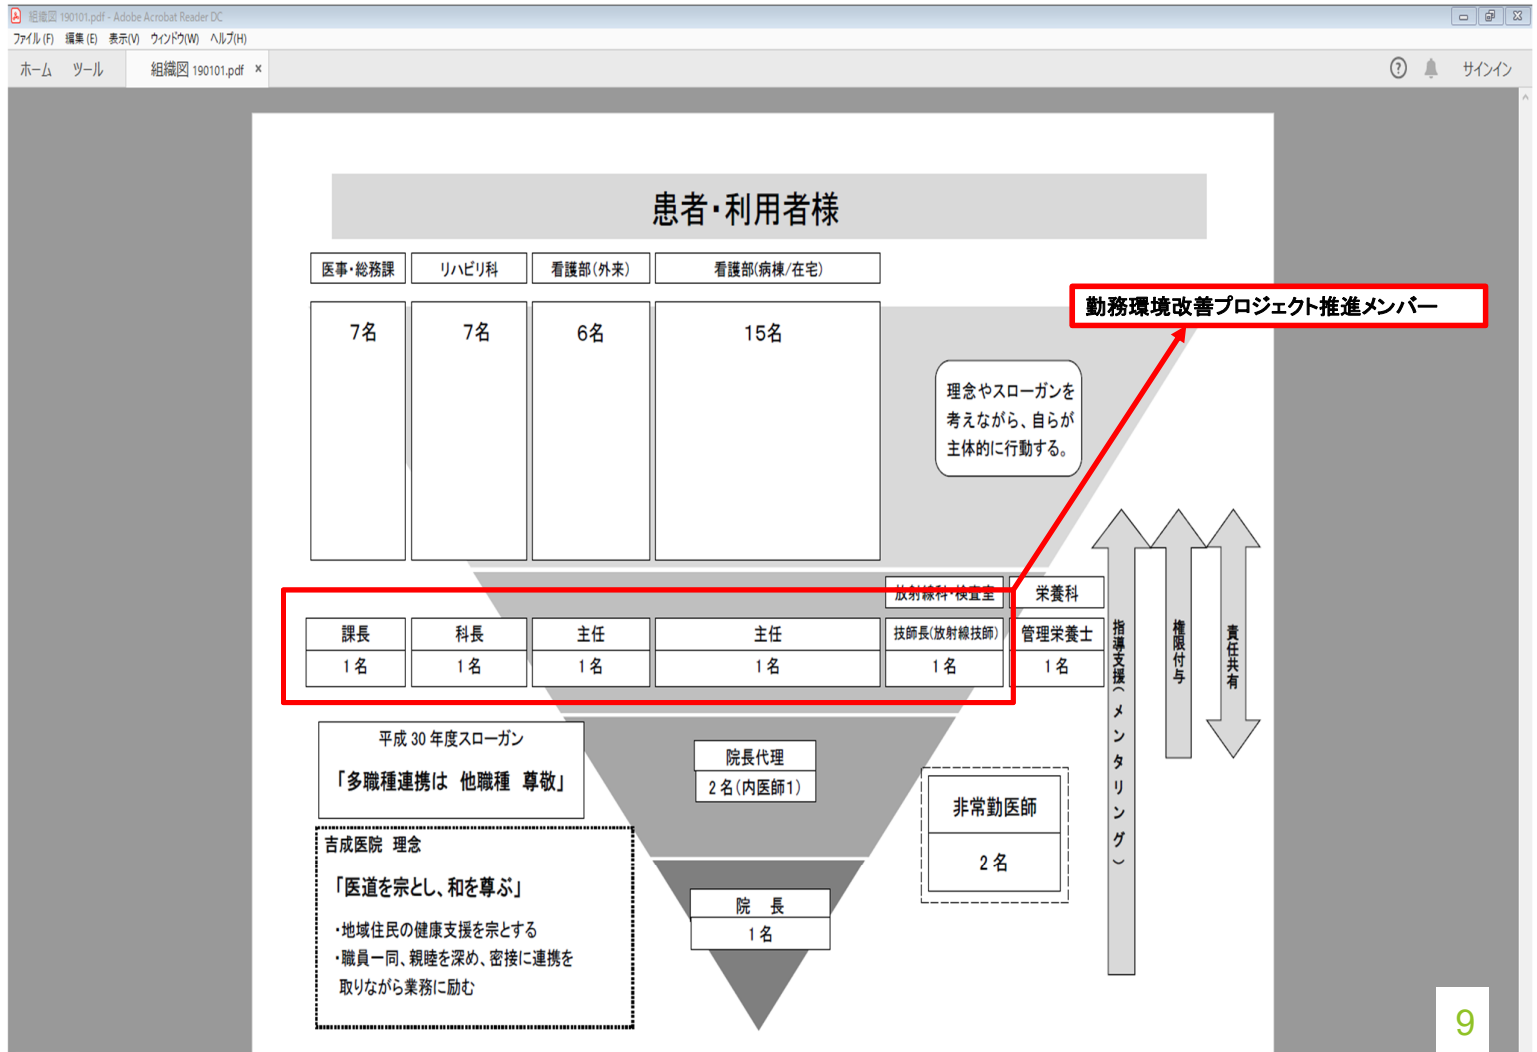 組織図 190101.pdf - Adobe Acrobat Reader DC
ファイル(F) 編集(E) 表示(V) ウィンドウ(W) ヘルプ(H)
ホーム ツール 組織図 190101.pdf × サインイン
患者・利用者様
医事・総務課 リハビリ科 看護部(外来) 看護部(病棟/在宅)
勤務環境改善プロジェクト推進メンバー
7名 7名 6名 15名
理念やスローガンを
考えながら、自らが
主体的に行動する。
放射線科・検査室 栄養科
課長 科長 主任 主任 技師長(放射線技師) 管理栄養士
1名 1名 1名 1名 1名 1名
指導支援(メンタリング)
権限付与
責任共有
平成30年度スローガン
「多職種連携は 他職種 尊敬」
院長代理
2名(内医師1)
非常勤医師
2名
吉成医院 理念
「医道を宗とし、和を尊ぶ」
・地域住民の健康支援を宗とする
・職員一同、親睦を深め、密接に連携を
取りながら業務に励む
院 長
1名
9